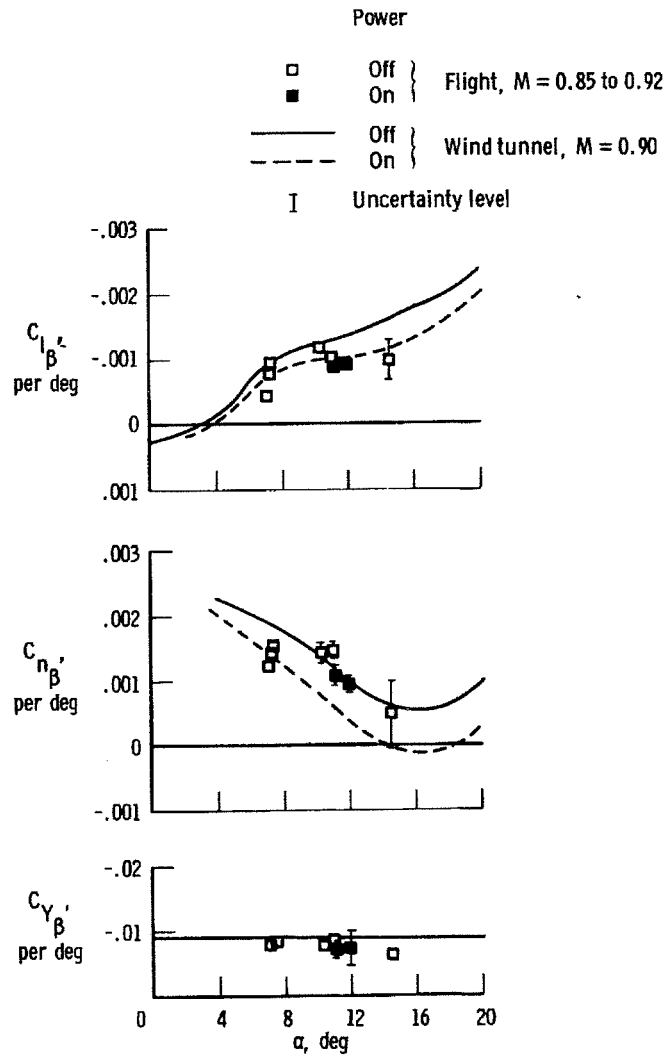 Power
Off
On
Flight, M = 0.85 to 0.92
Off
On
Wind tunnel, M = 0.90
I Uncertainty level
-.003
-.002
-.001
0
.001
C_lβ'
per deg
.003
.002
.001
0
-.001
C_nβ'
per deg
-.02
-.01
C_Yβ'
per deg
0 4 8 12 16 20
α, deg